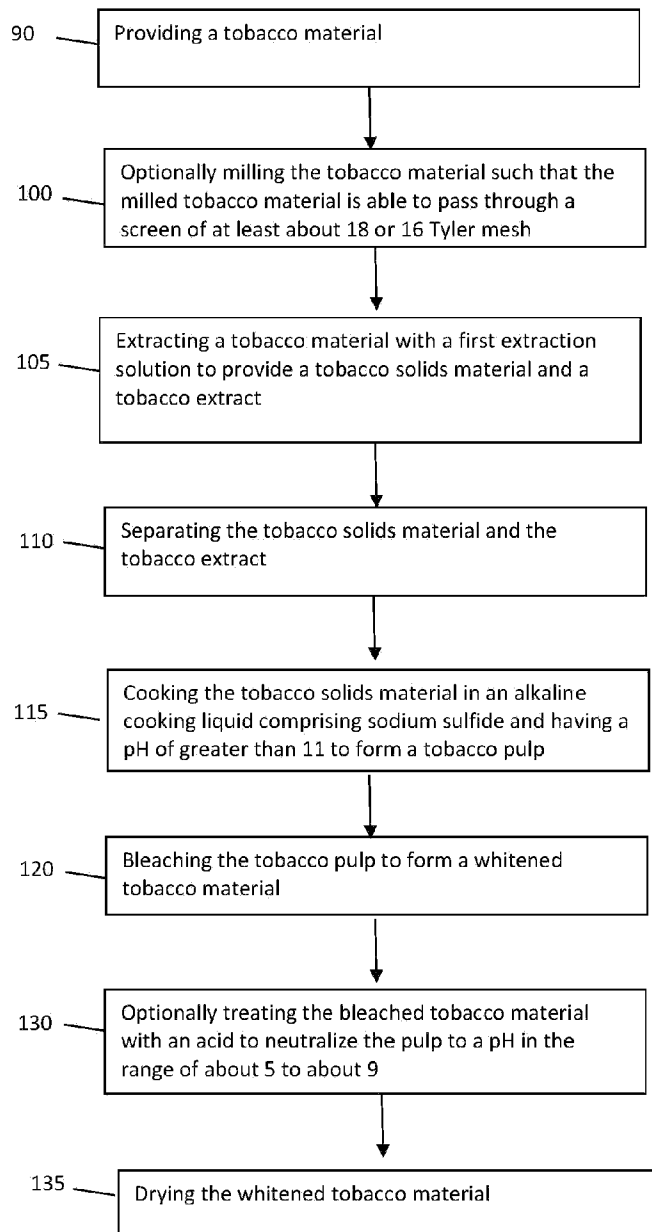 90
Providing a tobacco material
100
Optionally milling the tobacco material such that the
milled tobacco material is able to pass through a
screen of at least about 18 or 16 Tyler mesh
105
Extracting a tobacco material with a first extraction
solution to provide a tobacco solids material and a
tobacco extract
110
Separating the tobacco solids material and the
tobacco extract
115
Cooking the tobacco solids material in an alkaline
cooking liquid comprising sodium sulfide and having a
pH of greater than 11 to form a tobacco pulp
120
Bleaching the tobacco pulp to form a whitened
tobacco material
130
Optionally treating the bleached tobacco material
with an acid to neutralize the pulp to a pH in the
range of about 5 to about 9
135
Drying the whitened tobacco material